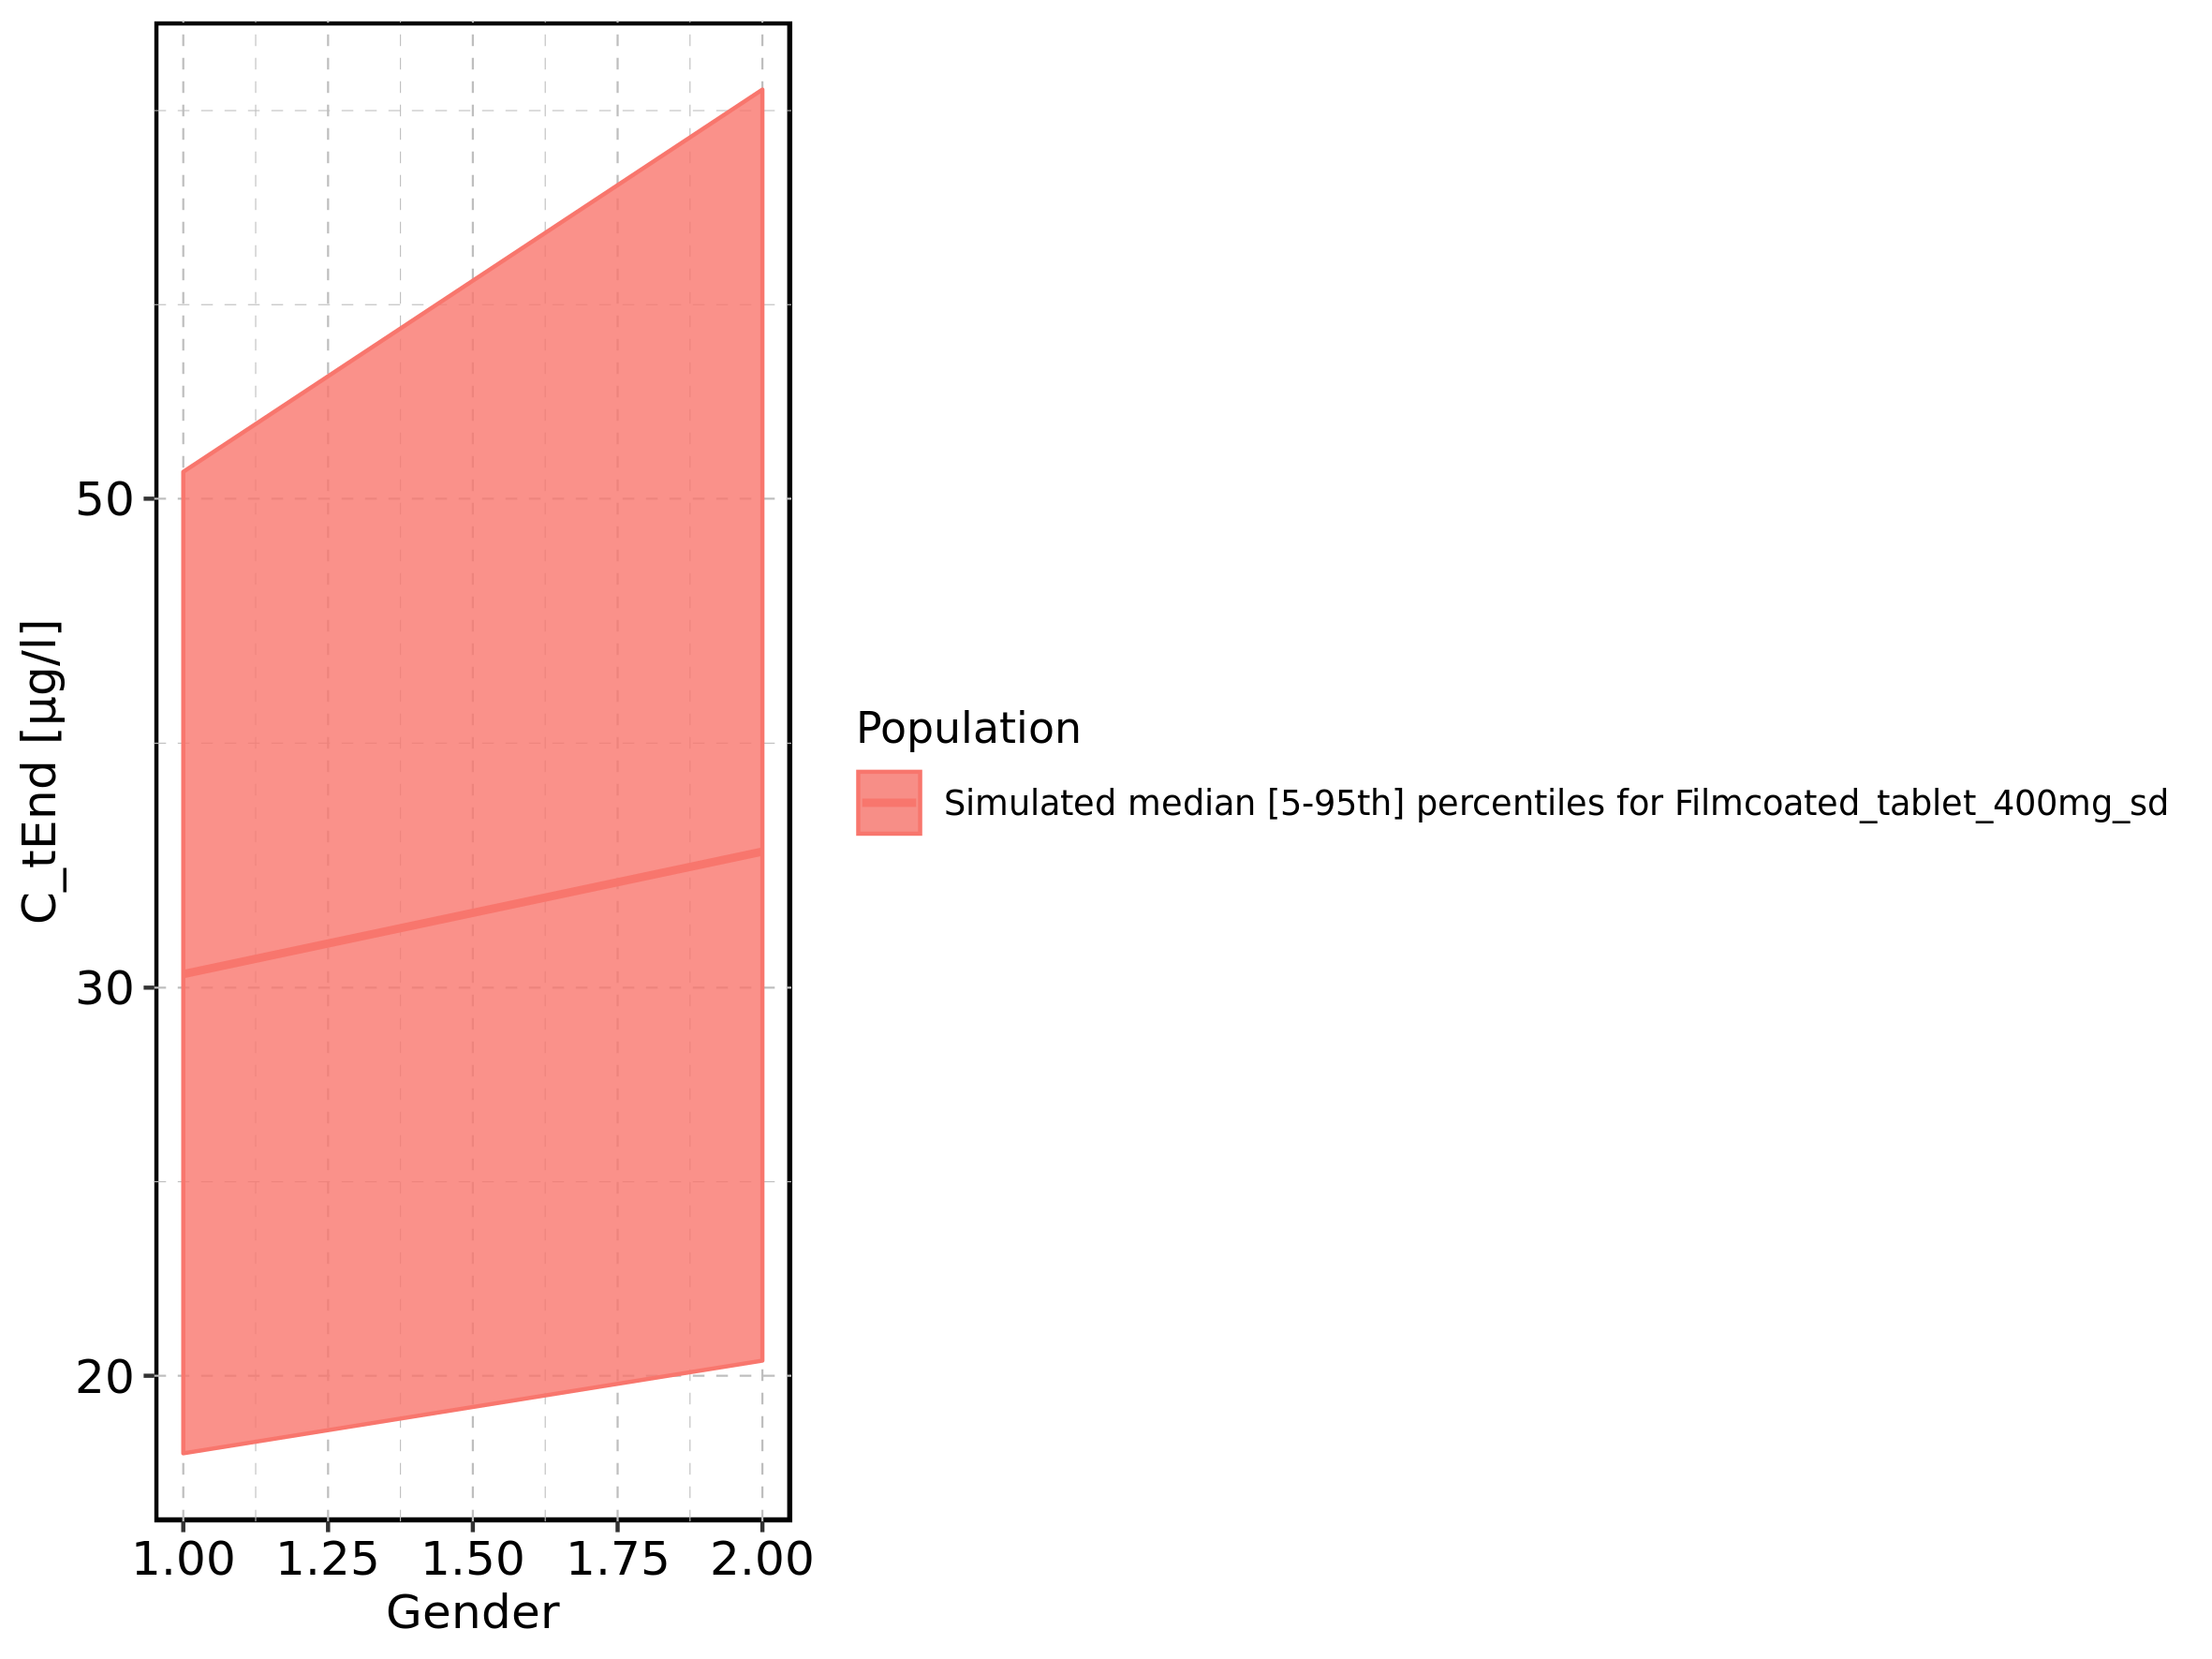 50
30
20
C_tEnd [µg/l]
1.00 1.25 1.50 1.75 2.00
Gender
Population
Simulated median [5-95th] percentiles for Filmcoated_tablet_400mg_sd